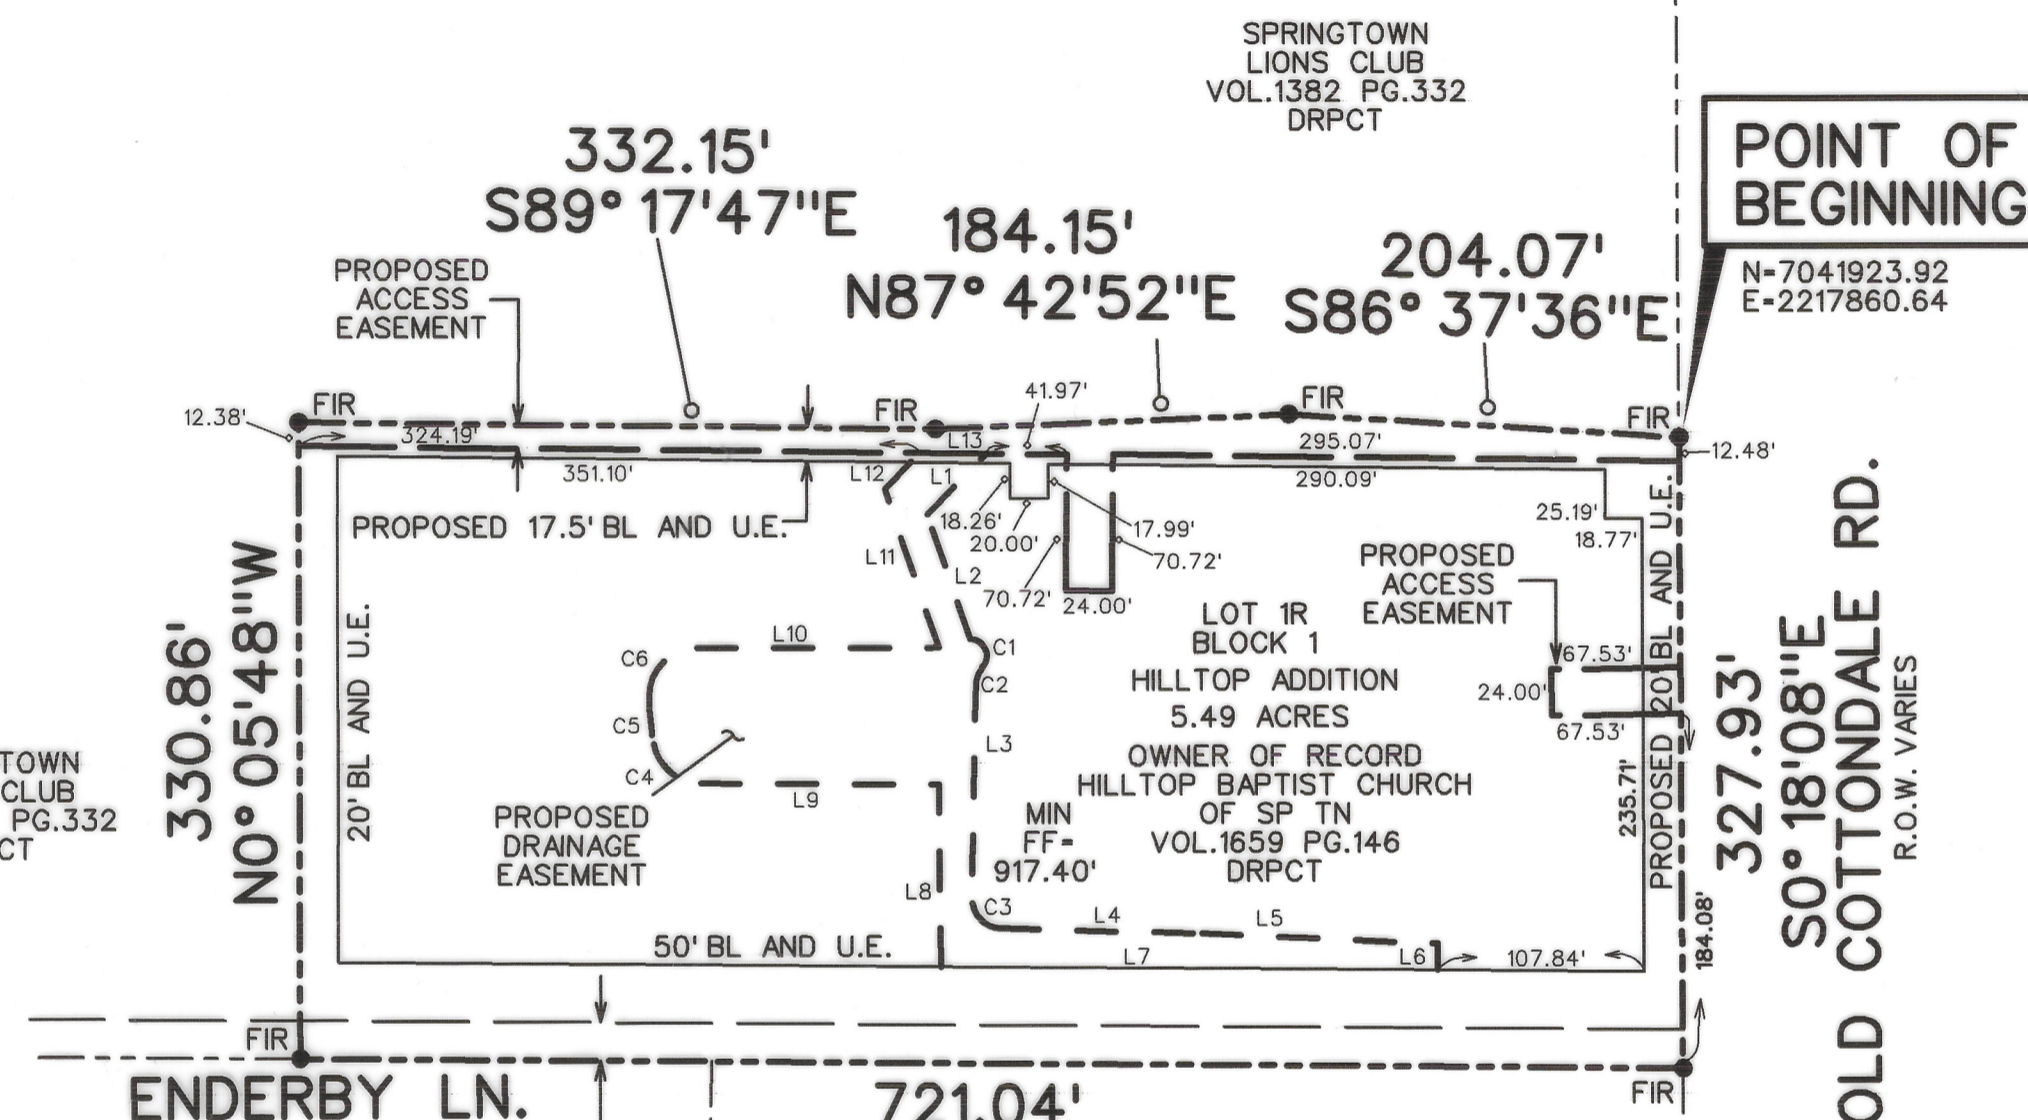 SPRINGTOWN
LIONS CLUB
VOL.1382 PG.332
DRPCT
POINT OF
BEGINNING
N=7041923.92
E=2217860.64
332.15'
S89° 17'47"E
184.15'
N87° 42'52"E
204.07'
S86° 37'36"E
PROPOSED
ACCESS
EASEMENT
12.38'
FIR
FIR
41.97'
FIR
FIR
324.19'
L13
295.07'
12.48'
351.10'
L12
L1
290.09'
PROPOSED 17.5' BL AND U.E.
18.26'
20.00'
17.99'
70.72'
25.19'
18.77'
L11
L2
70.72'
24.00'
PROPOSED
ACCESS
EASEMENT
LOT 1R
BLOCK 1
HILLTOP ADDITION
5.49 ACRES
OWNER OF RECORD
HILLTOP BAPTIST CHURCH
OF SP TN
VOL.1659 PG.146
DRPCT
L10
C6
C1
C2
C5
C4
L3
L9
67.53'
24.00'
67.53'
330.86'
N0° 05'48"W
20' BL AND U.E.
TOWN
CLUB
PG.332
CT
PROPOSED
DRAINAGE
EASEMENT
MIN
FF=
917.40'
L8
C3
L4
L5
L7
L6
107.84'
50' BL AND U.E.
235.71'
PROPOSED 20' BL AND U.E.
184.08'
327.93'
S0° 18'08"E
OLD COTTONDALE RD.
R.O.W. VARIES
FIR
FIR
ENDERBY LN.
721.04'